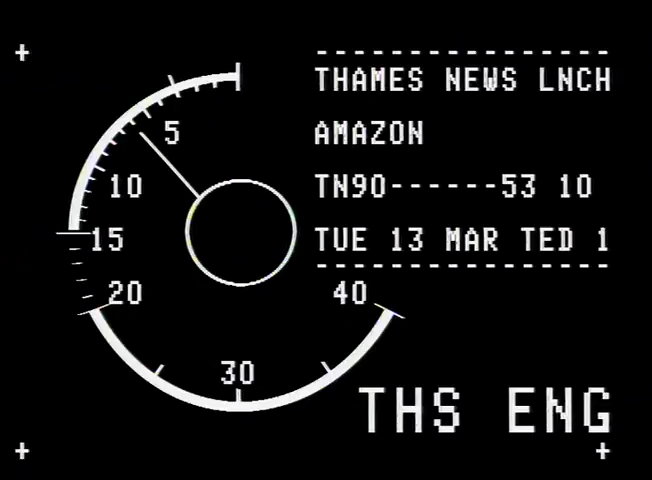 ----------------
THAMES NEWS LNCH
AMAZON
TN90------53 10
TUE 13 MAR TED 1
----------------
5
10
15
20
30
40
THS ENG